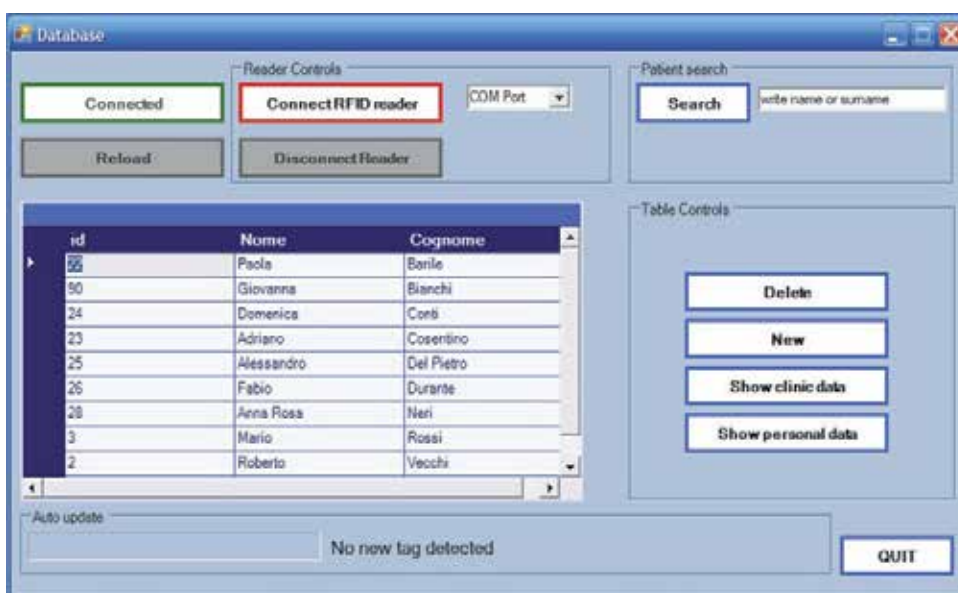 Database
Reader Controls
Patient search
Connected
Connect RFID reader
COM Port
Search
write name or surname
Reload
Disconnect Reader
Table Controls
id Nome Cognome
Paola Barile
90 Giovanna Bianchi
24 Domenica Conti
23 Adriano Cosentino
25 Alessandro Del Pietro
26 Fabio Durante
28 Anna Rosa Neri
3 Mario Rossi
2 Roberto Vecchi
Delete
New
Show clinic data
Show personal data
Auto update
No new tag detected
QUIT